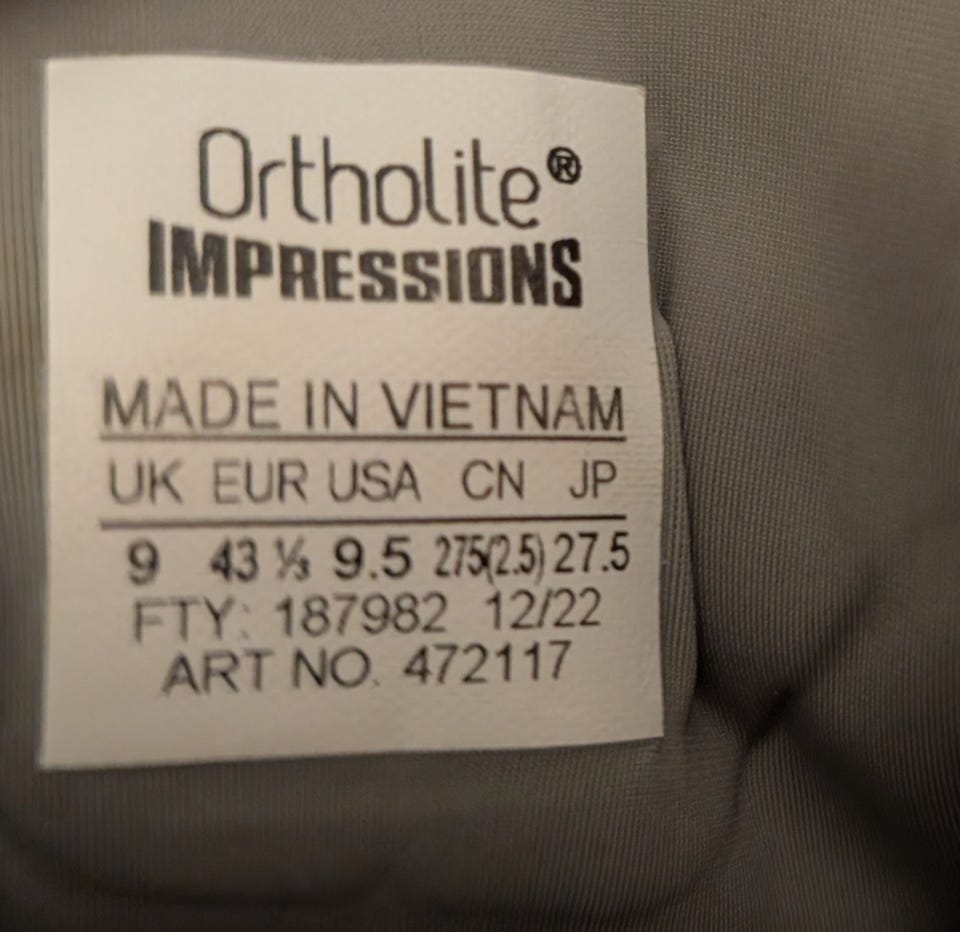 Ortholite®
IMPRESSIONS
MADE IN VIETNAM
UK EUR USA CN JP
9 43 ⅓ 9.5 275(2.5) 27.5
FTY: 187982 12/22
ART NO. 472117